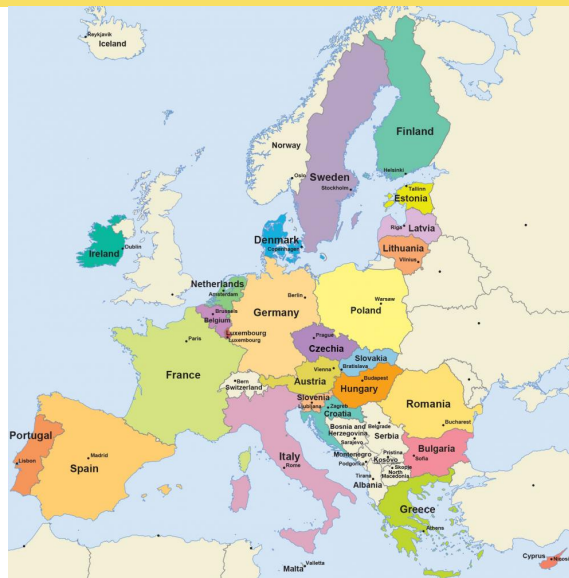 Reykjavik
Iceland
Finland
Norway
Helsinki
Oslo
Sweden
Stockholm
Tallinn
Estonia
Riga
Latvia
Denmark
Copenhagen
Lithuania
Vilnius
Dublin
Ireland
Netherlands
Amsterdam
Berlin
Germany
Warsaw
Poland
Brussels
Belgium
Luxembourg
Luxembourg
Prague
Czechia
Paris
Slovakia
Bratislava
Vienna
Austria
Budapest
Hungary
France
Bern
Switzerland
Slovenia
Ljubljana
Zagreb
Croatia
Romania
Bucharest
Bosnia and
Herzegovina
Sarajevo
Belgrade
Serbia
Portugal
Lisbon
Madrid
Spain
Italy
Rome
Montenegro
Podgorica
Pristina
Kosovo
Sofia
Bulgaria
Skopje
North
Macedonia
Tirana
Albania
Greece
Athens
Valletta
Malta
Cyprus
Nicosia